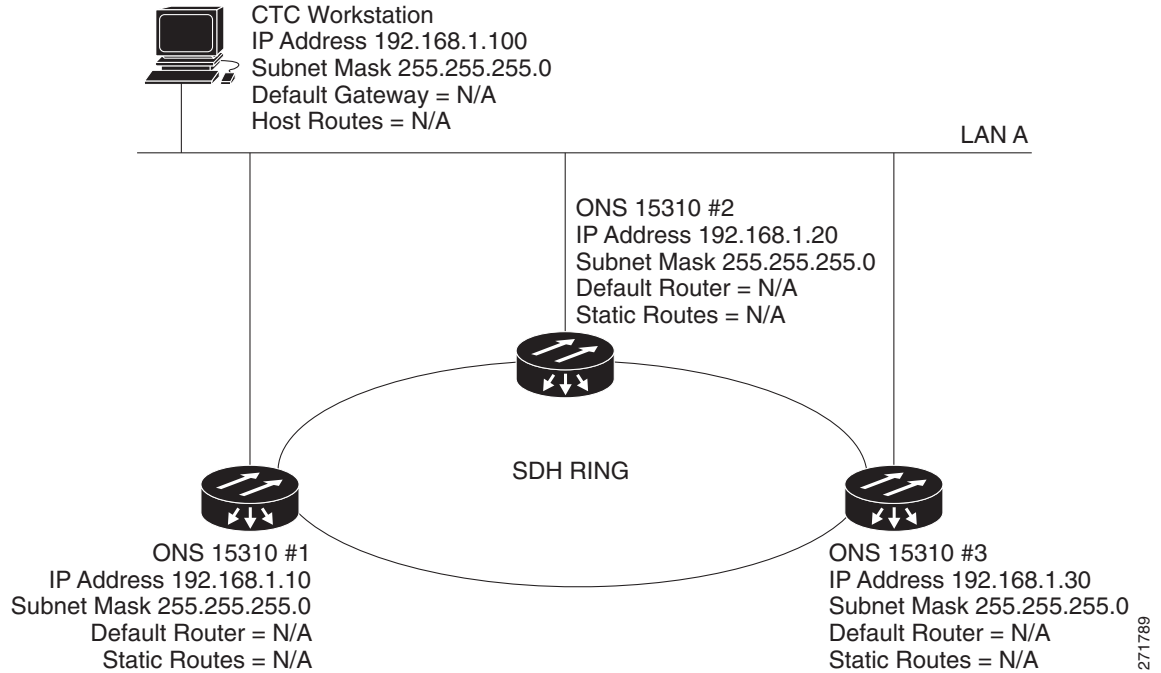 CTC Workstation
IP Address 192.168.1.100
Subnet Mask 255.255.255.0
Default Gateway = N/A
Host Routes = N/A
LAN A
ONS 15310 #2
IP Address 192.168.1.20
Subnet Mask 255.255.255.0
Default Router = N/A
Static Routes = N/A
SDH RING
ONS 15310 #1
IP Address 192.168.1.10
Subnet Mask 255.255.255.0
Default Router = N/A
Static Routes = N/A
ONS 15310 #3
IP Address 192.168.1.30
Subnet Mask 255.255.255.0
Default Router = N/A
Static Routes = N/A
271789